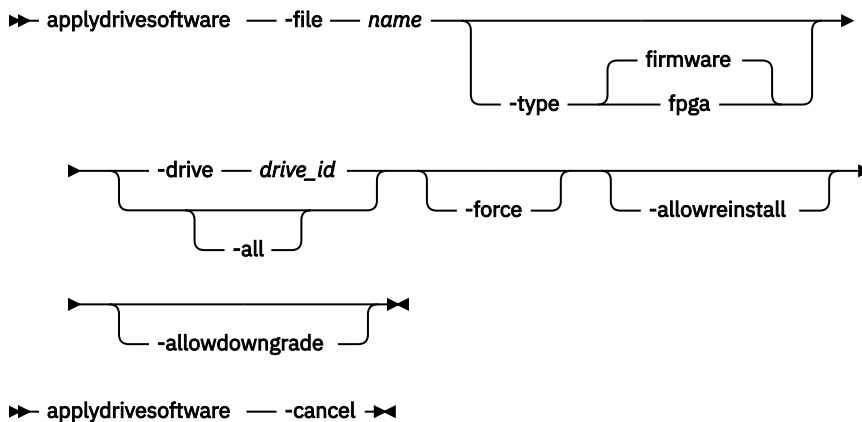 applydrivesoftware -file name
firmware
-type fpga
-drive drive_id
-force -allowreinstall
-all
-allowdowngrade
applydrivesoftware -cancel